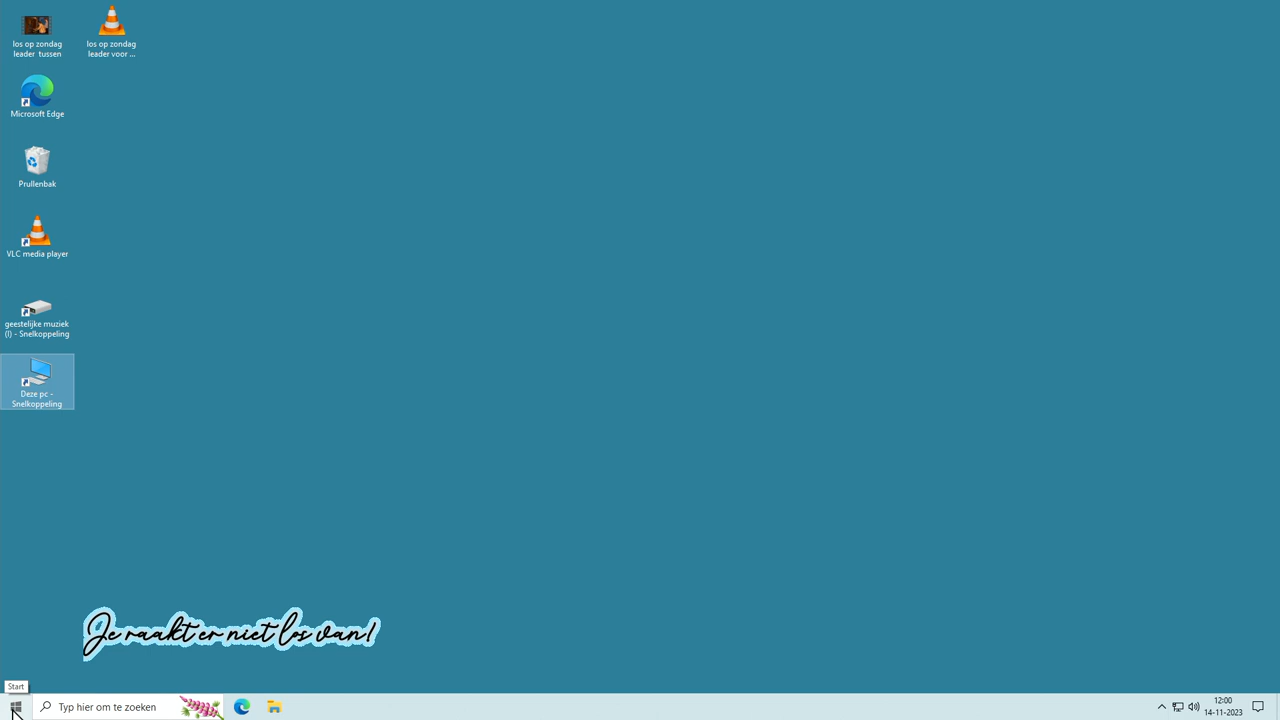 los op zondag
leader tussen
los op zondag
leader voor ...
Microsoft Edge
Prullenbak
VLC media player
geestelijke muziek
(I) - Snelkoppeling
Deze pc -
Snelkoppeling
Je raakt er niet los van!
Start
Typ hier om te zoeken
12:00
14-11-2023